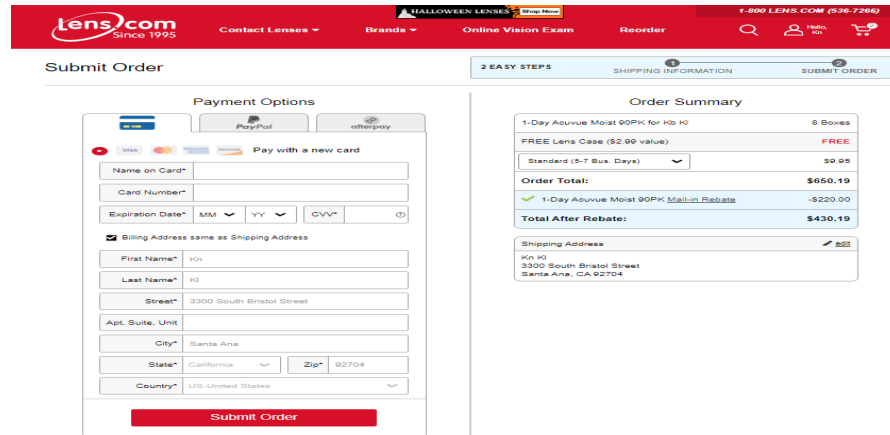 HALLOWEEN LENSES Shop Now
1-800 LENS.COM (536-7266)
Lens.com
Since 1995
Contact Lenses
Brands
Online Vision Exam
Reorder
Hello,
Kn
Submit Order
2 EASY STEPS
1
SHIPPING INFORMATION
2
SUBMIT ORDER
Payment Options
PayPal
afterpay
VISA
Pay with a new card
Name on Card*
Card Number*
Expiration Date* MM YY CVV*
Billing Address same as Shipping Address
First Name* Kn
Last Name* Kl
Street* 3300 South Bristol Street
Apt, Suite, Unit
City* Santa Ana
State* California Zip* 92704
Country* US-United States
Submit Order
Order Summary
1-Day Acuvue Moist 90PK for Kb Kl 8 Boxes
FREE Lens Case ($2.99 value) FREE
Standard (5-7 Bus. Days) $9.95
Order Total: $650.19
1-Day Acuvue Moist 90PK Mail-in Rebate -$220.00
Total After Rebate: $430.19
Shipping Address edit
Kn Kl
3300 South Bristol Street
Santa Ana, CA 92704